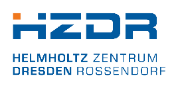 HZDR
HELMHOLTZ ZENTRUM
DRESDEN ROSSENDORF